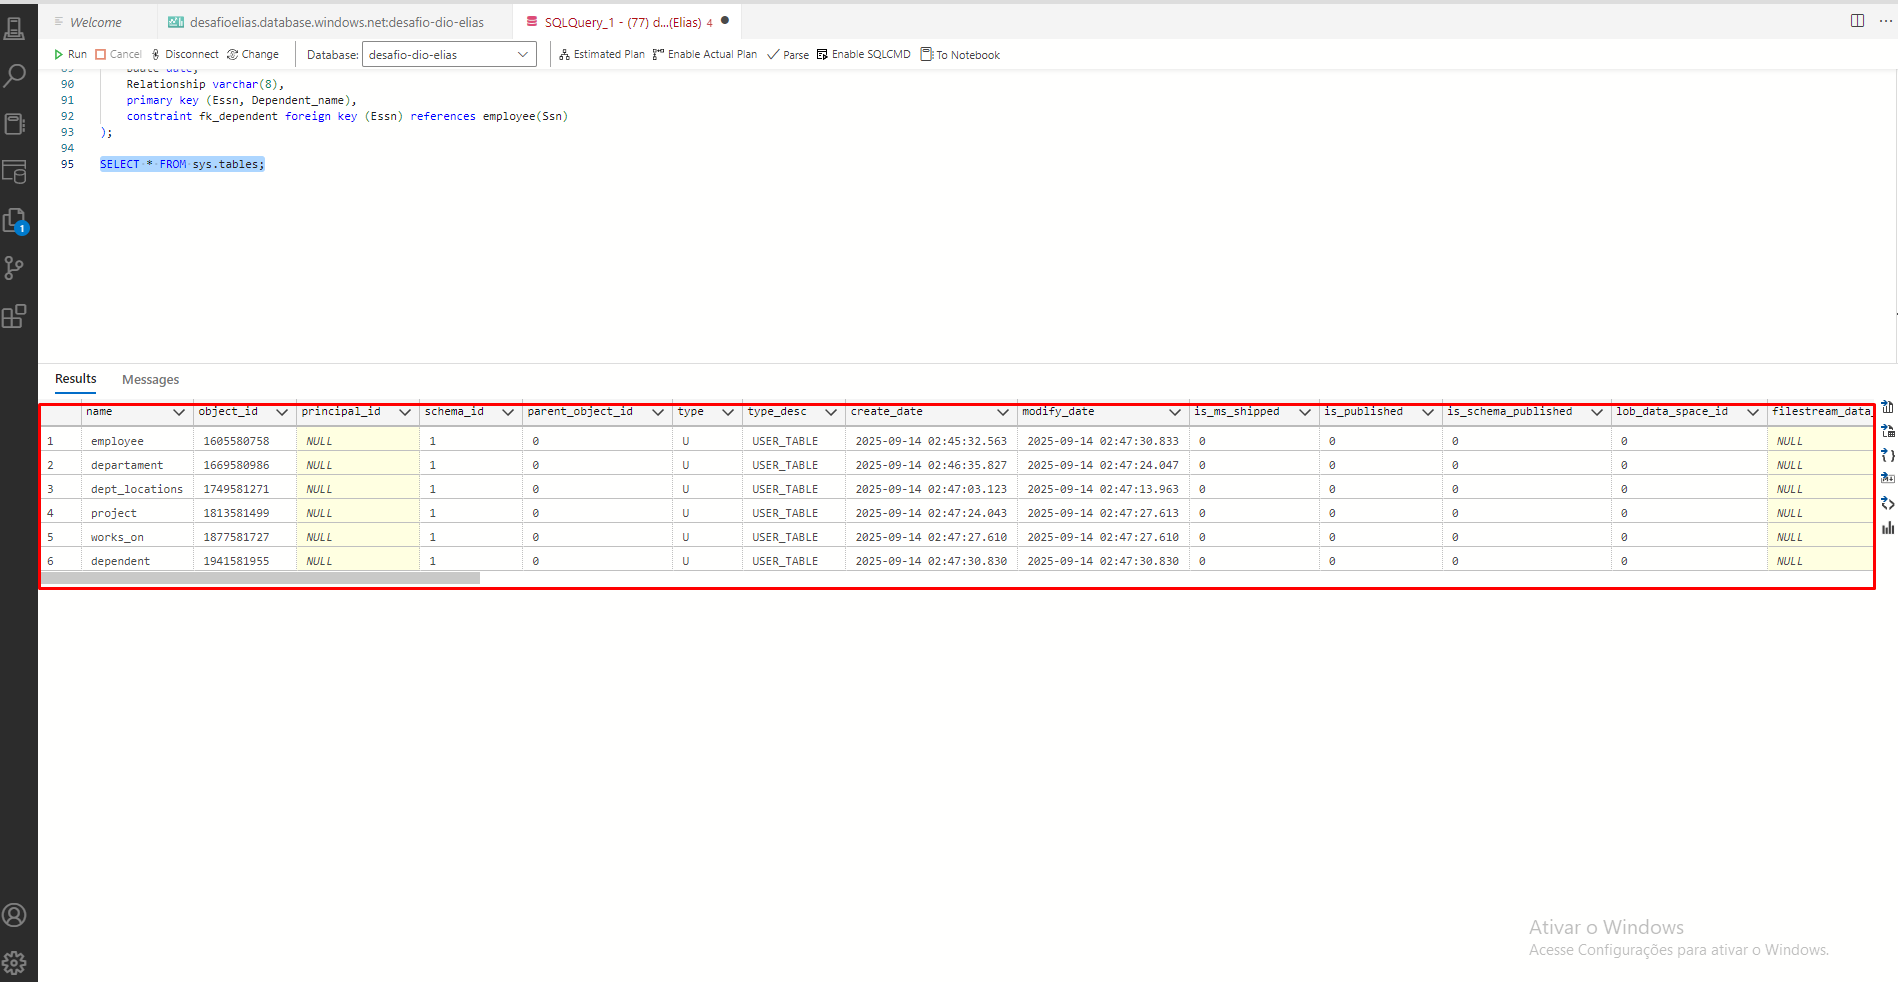 Welcome
desafioelias.database.windows.net:desafio-dio-elias
SQLQuery_1 - (77) d...(Elias) 4
Run Cancel Disconnect Change Database: desafio-dio-elias Estimated Plan Enable Actual Plan Parse Enable SQLCMD To Notebook
90 Relationship varchar(8),
91 primary key (Essn, Dependent_name),
92 constraint fk_dependent foreign key (Essn) references employee(Ssn)
93 );
94
95 SELECT * FROM sys.tables;
1
Results Messages
name object_id principal_id schema_id parent_object_id type type_desc create_date modify_date is_ms_shipped is_published is_schema_published lob_data_space_id filestream_data_
1 employee 1605580758 NULL 1 0 U USER_TABLE 2025-09-14 02:45:32.563 2025-09-14 02:47:30.833 0 0 0 0 NULL
2 departament 1669580986 NULL 1 0 U USER_TABLE 2025-09-14 02:46:35.827 2025-09-14 02:47:24.047 0 0 0 0 NULL
3 dept_locations 1749581271 NULL 1 0 U USER_TABLE 2025-09-14 02:47:03.123 2025-09-14 02:47:13.963 0 0 0 0 NULL
4 project 1813581499 NULL 1 0 U USER_TABLE 2025-09-14 02:47:24.043 2025-09-14 02:47:27.613 0 0 0 0 NULL
5 works_on 1877581727 NULL 1 0 U USER_TABLE 2025-09-14 02:47:27.610 2025-09-14 02:47:27.610 0 0 0 0 NULL
6 dependent 1941581955 NULL 1 0 U USER_TABLE 2025-09-14 02:47:30.830 2025-09-14 02:47:30.830 0 0 0 0 NULL
Ativar o Windows
Acesse Configurações para ativar o Windows.